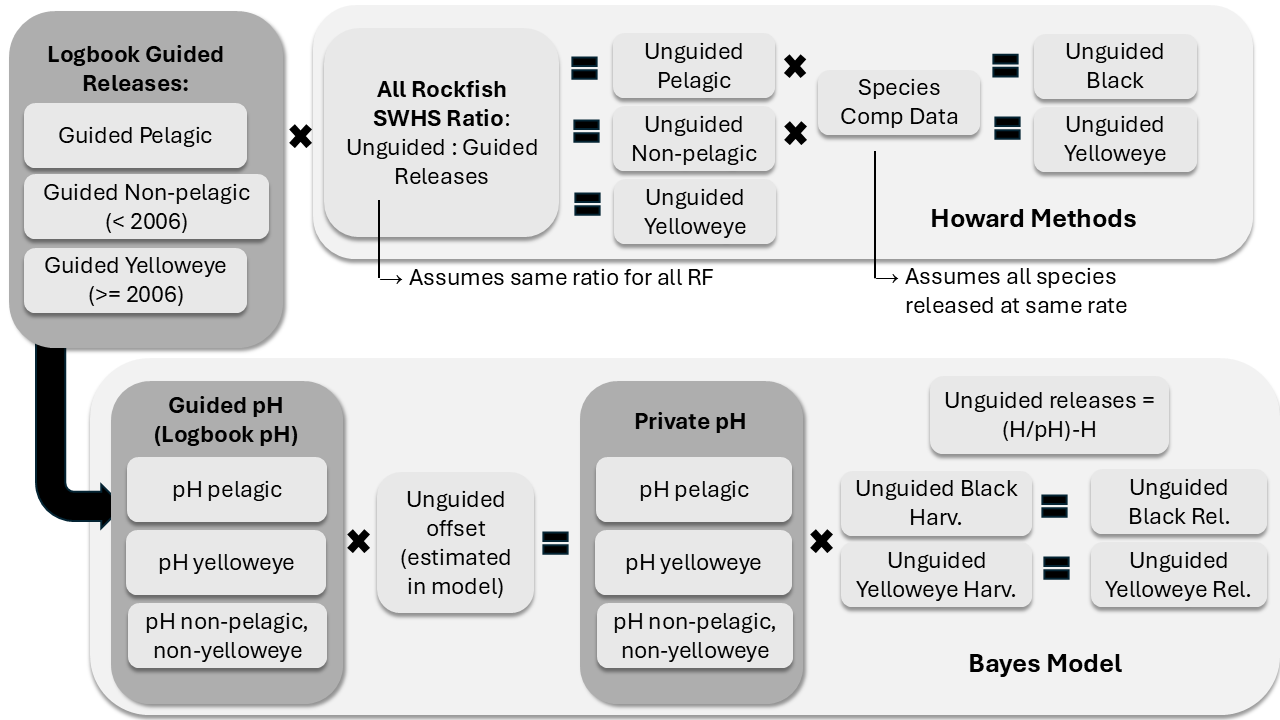 Logbook Guided
Releases:
Guided Pelagic
Guided Non-pelagic
(< 2006)
Guided Yelloweye
(>= 2006)
All Rockfish
SWHS Ratio:
Unguided : Guided
Releases
Unguided
Pelagic
Unguided
Non-pelagic
Unguided
Yelloweye
Species
Comp Data
Unguided
Black
Unguided
Yelloweye
Howard Methods
Assumes same ratio for all RF
Assumes all species
released at same rate
Guided pH
(Logbook pH)
pH pelagic
pH yelloweye
pH non-pelagic,
non-yelloweye
Unguided
offset
(estimated
in model)
Private pH
pH pelagic
pH yelloweye
pH non-pelagic,
non-yelloweye
Unguided releases =
(H/pH)-H
Unguided Black
Harv.
Unguided
Black Rel.
Unguided
Yelloweye Harv.
Unguided
Yelloweye Rel.
Bayes Model